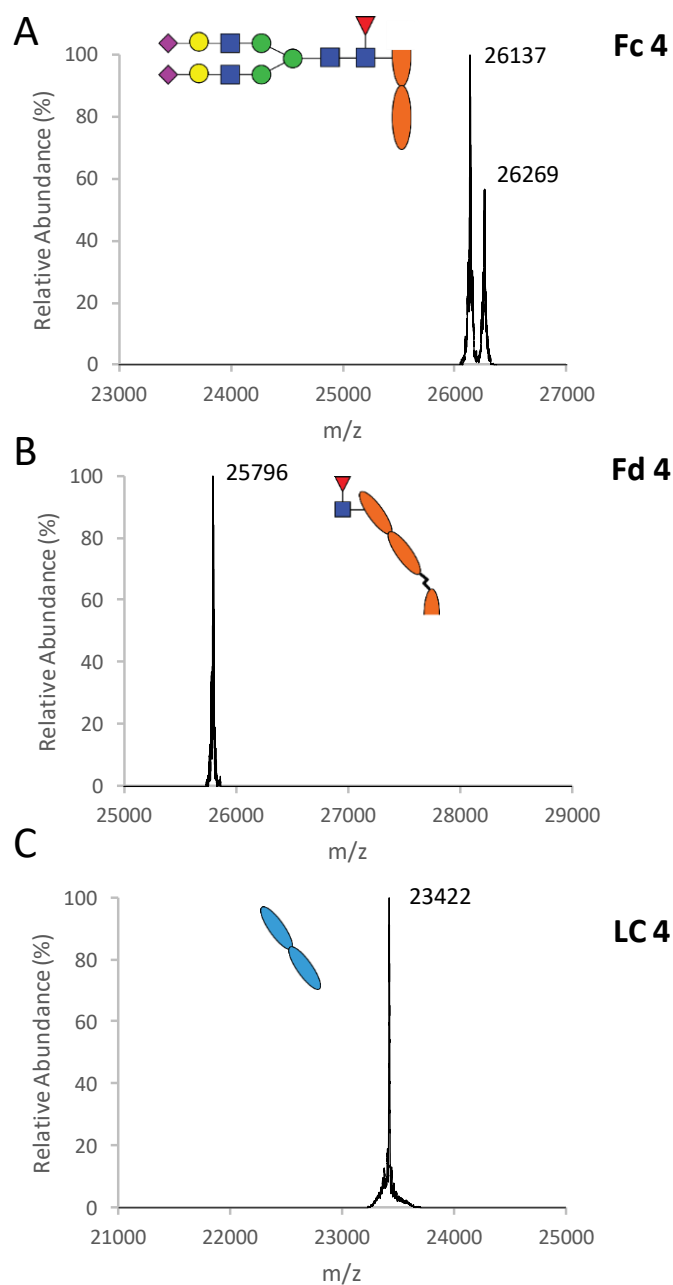 A
Fc 4
Relative Abundance (%)
100
80
60
40
20
0
26137
26269
23000 24000 25000 26000 27000
m/z
B
Fd 4
Relative Abundance (%)
100
80
60
40
20
0
25796
25000 26000 27000 28000 29000
m/z
C
LC 4
Relative Abundance (%)
100
80
60
40
20
0
23422
21000 22000 23000 24000 25000
m/z